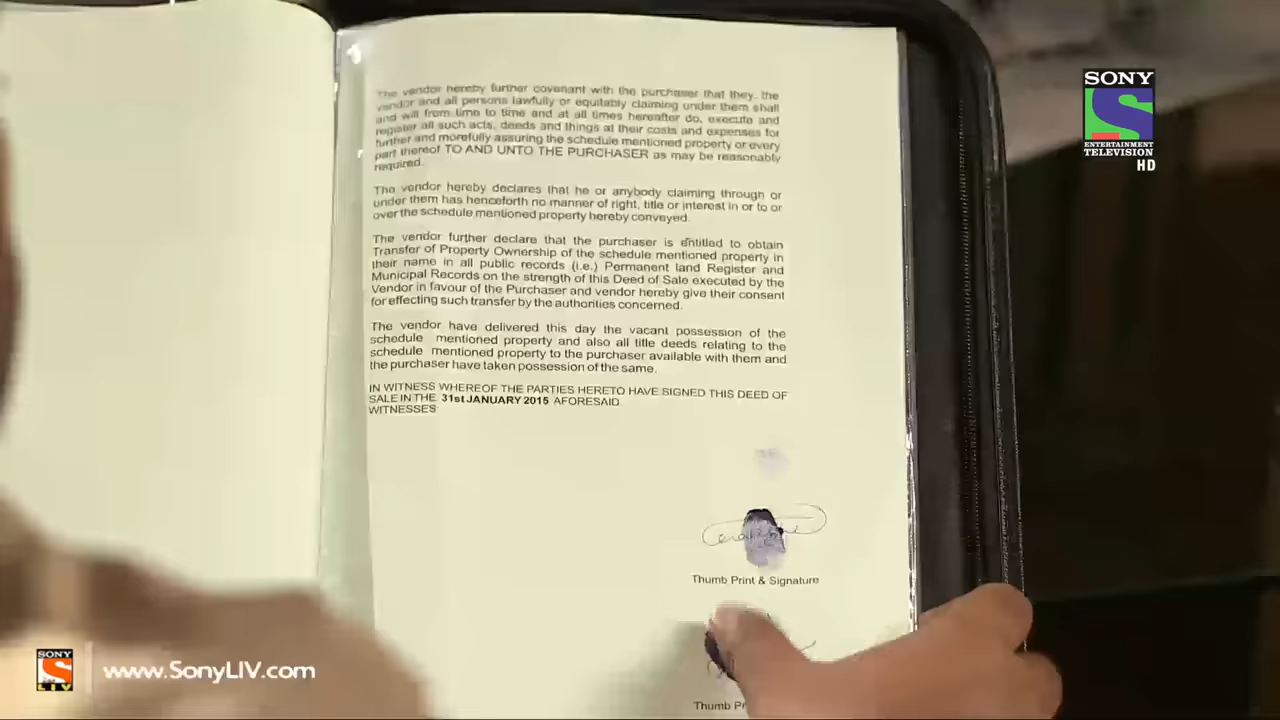 The vendor hereby further covenant with the purchaser that they, the
vendor and all persons lawfully or equitably claiming under them shall
and will from time to time and at all times hereafter do, execute and
register all such acts, deeds and things at their costs and expenses for
further and morefully assuring the schedule mentioned property or every
part thereof TO AND UNTO THE PURCHASER as may be reasonably
required.
The vendor hereby declares that he or anybody claiming through or
under them has henceforth no manner of right, title or interest in or to or
over the schedule mentioned property hereby conveyed.
The vendor further declare that the purchaser is entitled to obtain
Transfer of Property Ownership of the schedule mentioned property in
their name in all public records (i.e.) Permanent land Register and
Municipal Records on the strength of this Deed of Sale executed by the
Vendor in favour of the Purchaser and vendor hereby give their consent
for effecting such transfer by the authorities concerned.
The vendor have delivered this day the vacant possession of the
schedule mentioned property and also all title deeds relating to the
schedule mentioned property to the purchaser available with them and
the purchaser have taken possession of the same.
IN WITNESS WHEREOF THE PARTIES HERETO HAVE SIGNED THIS DEED OF
SALE IN THE 31st JANUARY 2015 AFORESAID
WITNESSES
Thumb Print & Signature
Thumb
SONY
ENTERTAINMENT
TELEVISION
HD
SONY
LIV
www.SonyLIV.com